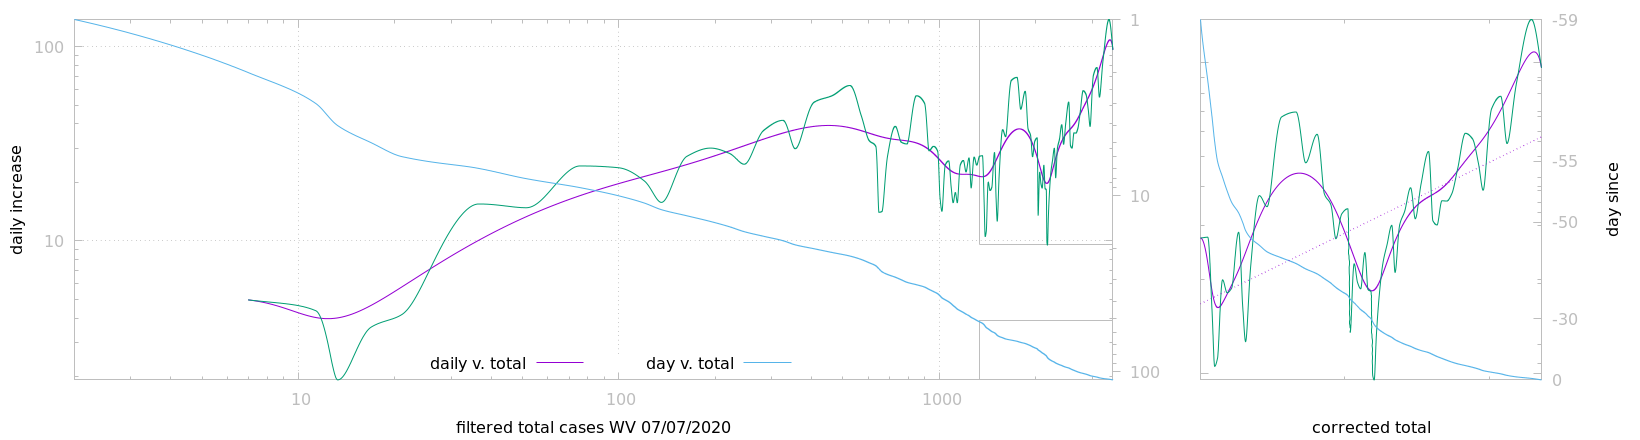 100
10
daily increase
10
100
1000
filtered total cases WV 07/07/2020
daily v. total
day v. total
1
10
100
-59
-55
-50
-30
0
day since
corrected total